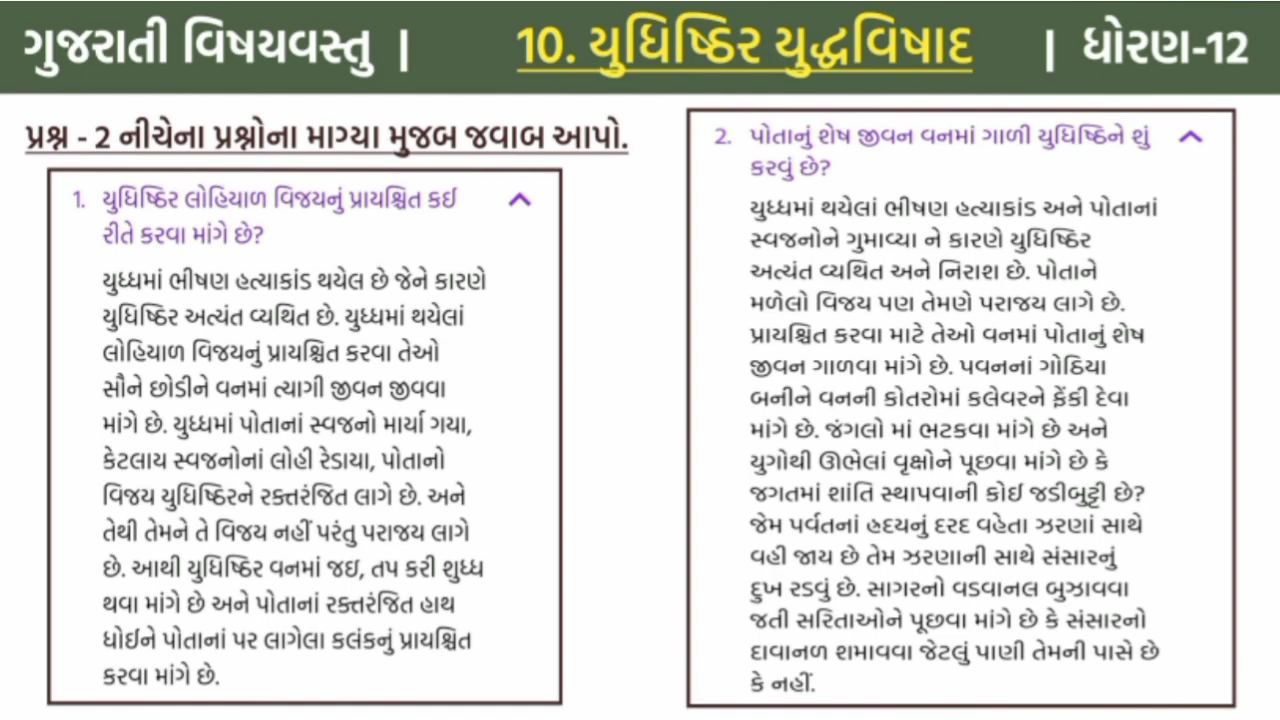 ગુજરાતી વિષયવસ્તુ | 10. યુધિષ્ઠિર યુદ્ધવિષાદ | ધોરણ-12
પ્રશ્ન - 2 નીચેના પ્રશ્નોના માગ્યા મુજબ જવાબ આપો.
1. યુધિષ્ઠિર લોહિયાળ વિજયનું પ્રાયશ્ચિત કઈ
રીતે કરવા માંગે છે?
યુધ્ધમાં ભીષણ હત્યાકાંડ થયેલ છે જેને કારણે
યુધિષ્ઠિર અત્યંત વ્યથિત છે. યુધ્ધમાં થયેલાં
લોહિયાળ વિજયનું પ્રાયશ્ચિત કરવા તેઓ
સૌને છોડીને વનમાં ત્યાગી જીવન જીવવા
માંગે છે. યુધ્ધમાં પોતાનાં સ્વજનો માર્યા ગયા,
કેટલાય સ્વજનોનાં લોહી રેડાયા, પોતાનો
વિજય યુધિષ્ઠિરને રક્તરંજિત લાગે છે. અને
તેથી તેમને તે વિજય નહીં પરંતુ પરાજય લાગે
છે. આથી યુધિષ્ઠિર વનમાં જઇ, તપ કરી શુધ્ધ
થવા માંગે છે અને પોતાનાં રક્તરંજિત હાથ
ધોઈને પોતાનાં પર લાગેલા કલંકનું પ્રાયશ્ચિત
કરવા માંગે છે.
2. પોતાનું શેષ જીવન વનમાં ગાળી યુધિષ્ઠિને શું
કરવું છે?
યુધ્ધમાં થયેલાં ભીષણ હત્યાકાંડ અને પોતાનાં
સ્વજનોને ગુમાવ્યા ને કારણે યુધિષ્ઠિર
અત્યંત વ્યથિત અને નિરાશ છે. પોતાને
મળેલો વિજય પણ તેમણે પરાજય લાગે છે.
પ્રાયશ્ચિત કરવા માટે તેઓ વનમાં પોતાનું શેષ
જીવન ગાળવા માંગે છે. પવનનાં ગોઠિયા
બનીને વનની કોતરોમાં કલેવરને ફેંકી દેવા
માંગે છે. જંગલો માં ભટકવા માંગે છે અને
યુગોથી ઊભેલાં વૃક્ષોને પૂછવા માંગે છે કે
જગતમાં શાંતિ સ્થાપવાની કોઈ જડીબુટ્ટી છે?
જેમ પર્વતનાં હૃદયનું દરદ વહેતા ઝરણાં સાથે
વહી જાય છે તેમ ઝરણાની સાથે સંસારનું
દુખ રડવું છે. સાગરનો વડવાનલ બુઝાવવા
જતી સરિતાઓને પૂછવા માંગે છે કે સંસારનો
દાવાનળ શમાવવા જેટલું પાણી તેમની પાસે છે
કે નહીં.